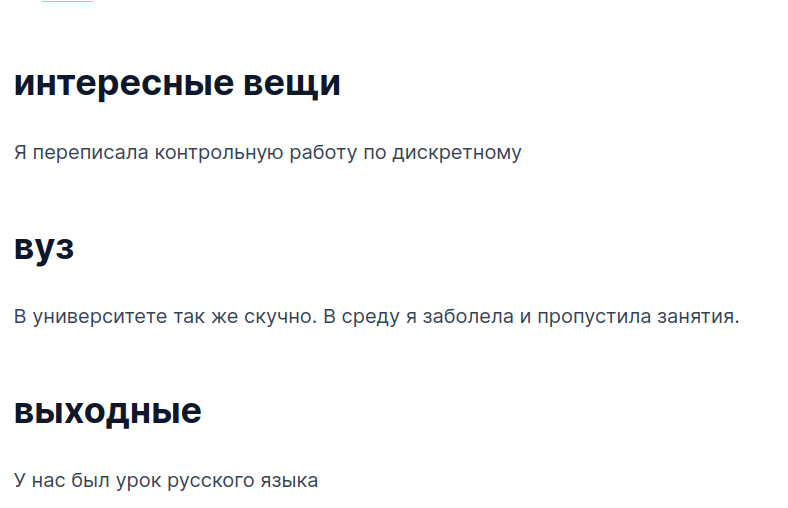 интересные вещи
Я переписала контрольную работу по дискретному
вуз
В университете так же скучно. В среду я заболела и пропустила занятия.
выходные
У нас был урок русского языка